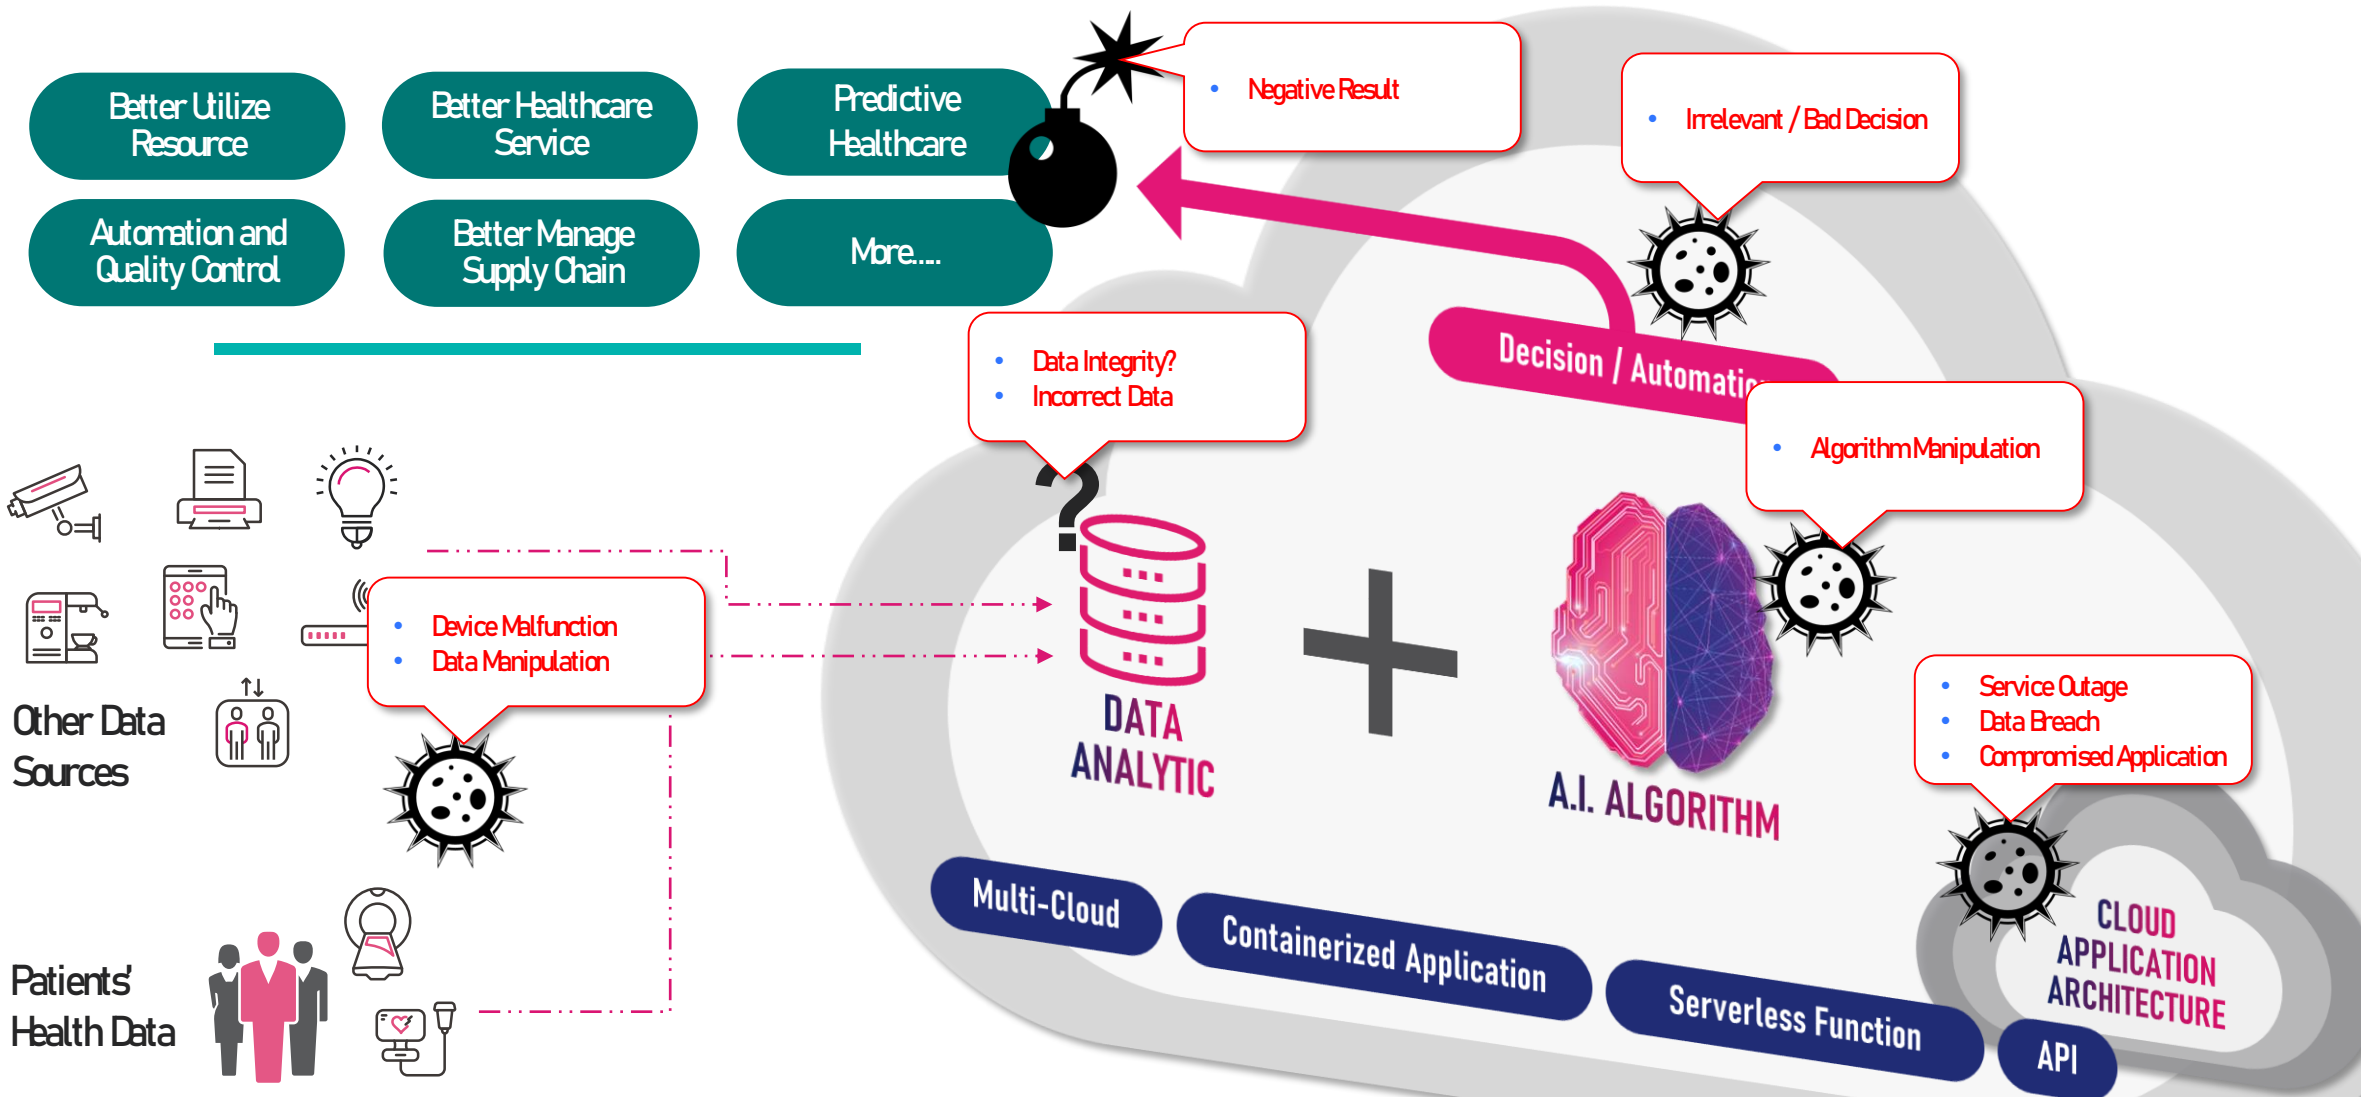 Better Utilize
Resource
Better Healthcare
Service
Predictive
Healthcare
Automation and
Quality Control
Better Manage
Supply Chain
More.....
Negative Result
Irrelevant / Bad Decision
Decision / Automatio
Data Integrity?
Incorrect Data
Algorithm Manipulation
?
Device Malfunction
Data Manipulation
Other Data
Sources
DATA
ANALYTIC
A.I. ALGORITHM
Service Outage
Data Breach
Compromised Application
Patients'
Health Data
Multi-Cloud
Containerized Application
Serverless Function
API
CLOUD
APPLICATION
ARCHITECTURE